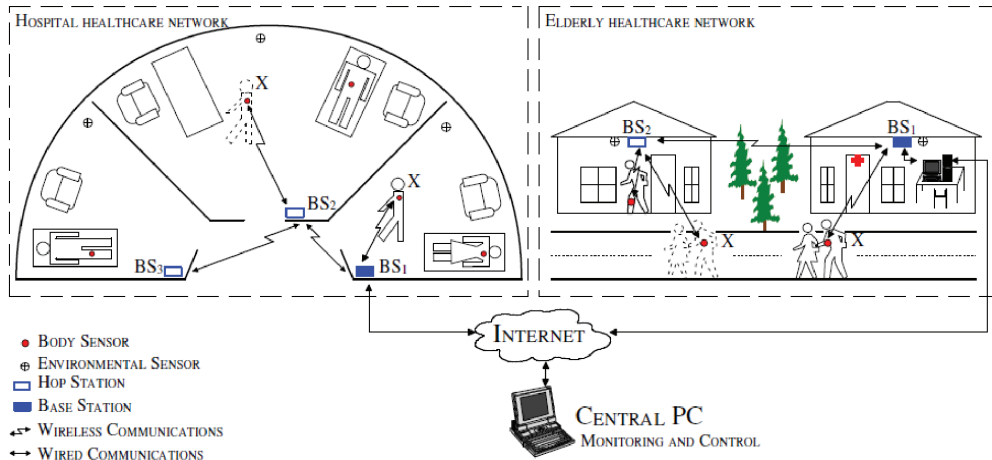 HOSPITAL HEALTHCARE NETWORK
X
X
BS2
BS3
BS1
ELDERLY HEALTHCARE NETWORK
BS2
BS1
X
X
INTERNET
CENTRAL PC
MONITORING AND CONTROL
BODY SENSOR
ENVIRONMENTAL SENSOR
HOP STATION
BASE STATION
WIRELESS COMMUNICATIONS
WIRED COMMUNICATIONS